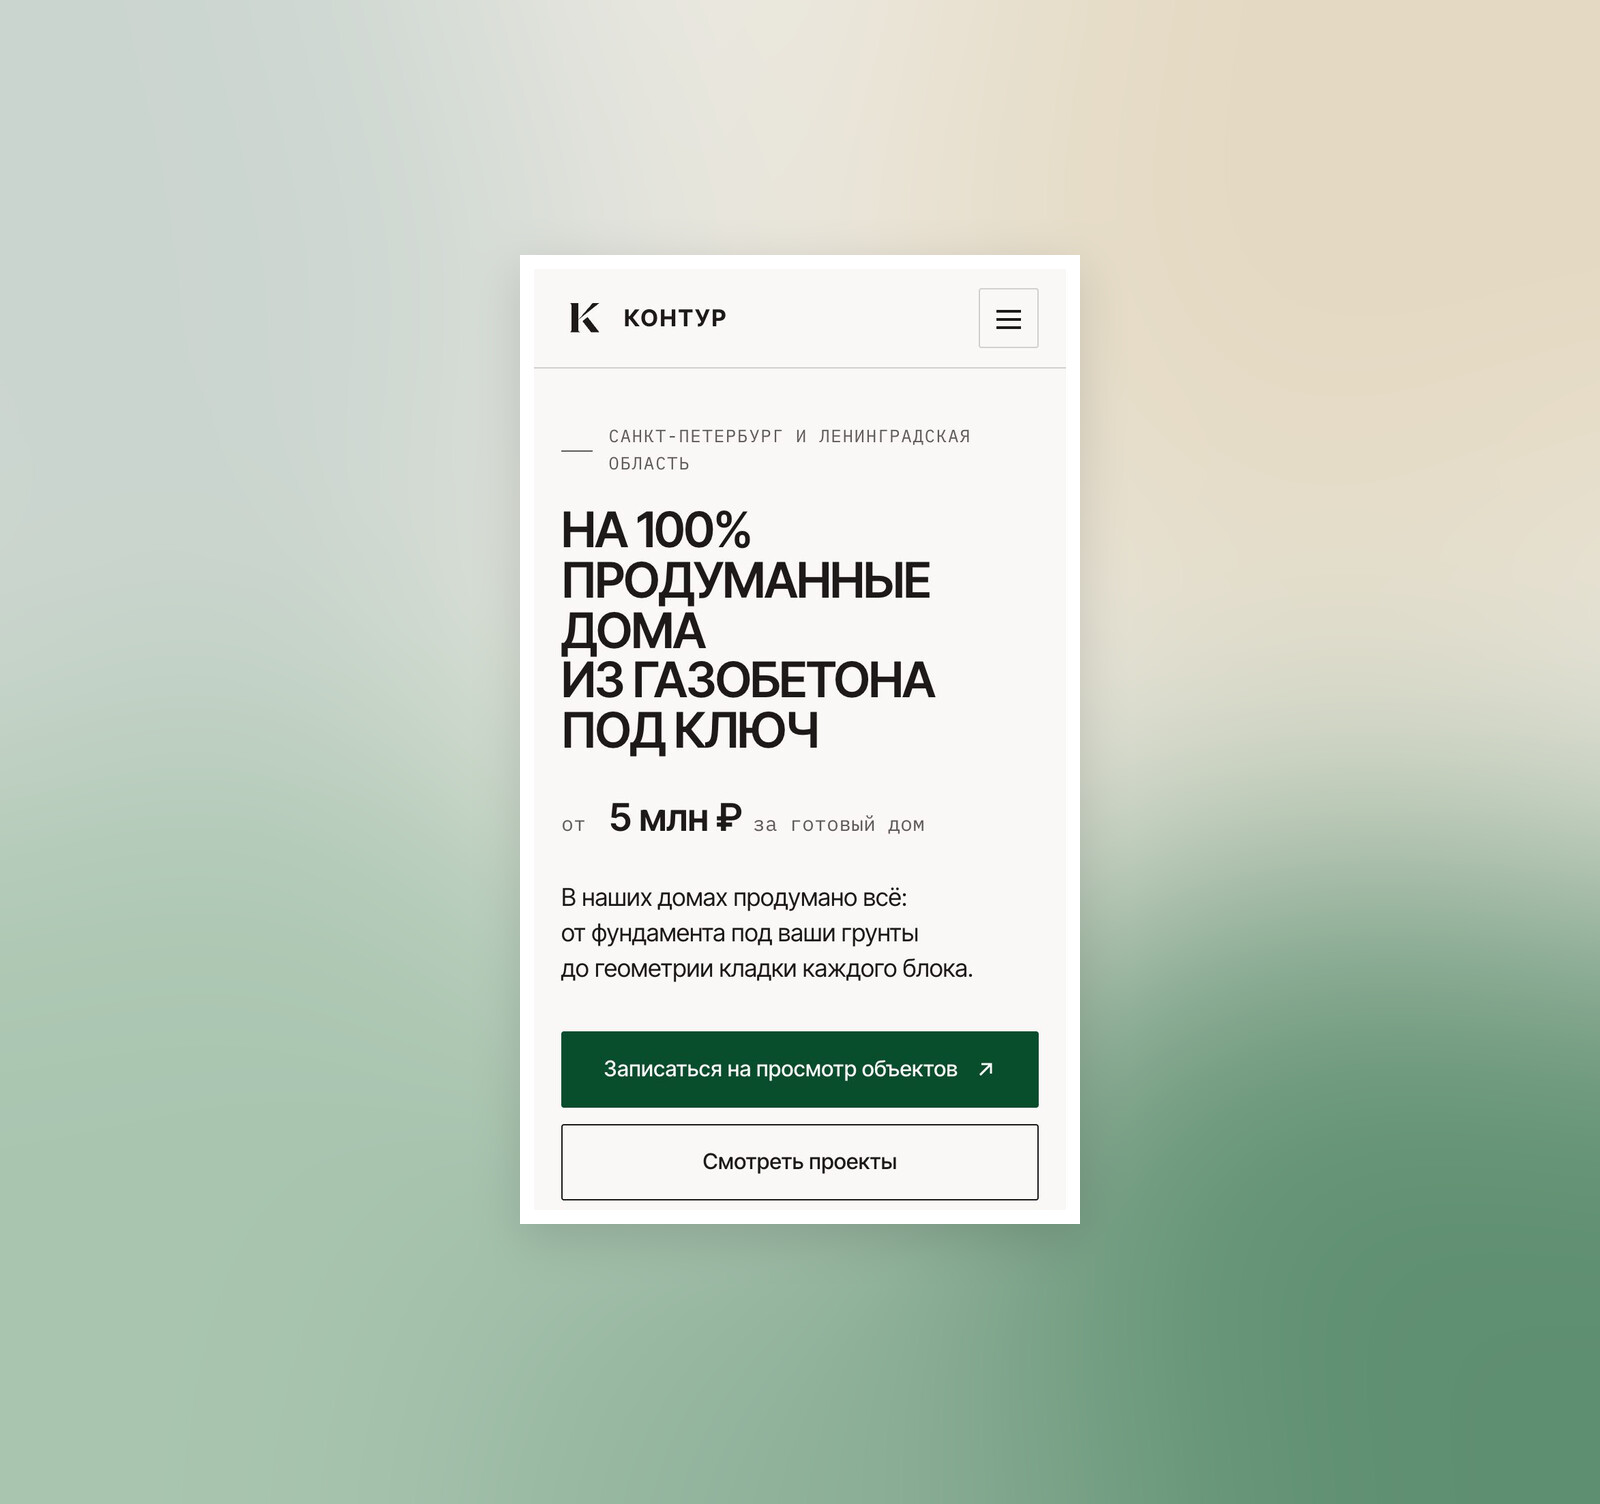 К КОНТУР
САНКТ-ПЕТЕРБУРГ И ЛЕНИНГРАДСКАЯ
ОБЛАСТЬ
НА 100%
ПРОДУМАННЫЕ
ДОМА
ИЗ ГАЗОБЕТОНА
ПОД КЛЮЧ
от 5 млн ₽ за готовый дом
В наших домах продумано всё:
от фундамента под ваши грунты
до геометрии кладки каждого блока.
Записаться на просмотр объектов
Смотреть проекты